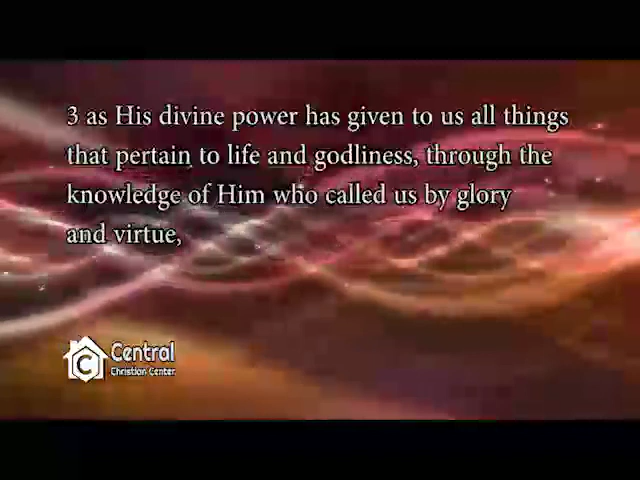 3 as His divine power has given to us all things
that pertain to life and godliness, through the
knowledge of Him who called us by glory
and virtue,
C
Central
Christian Center